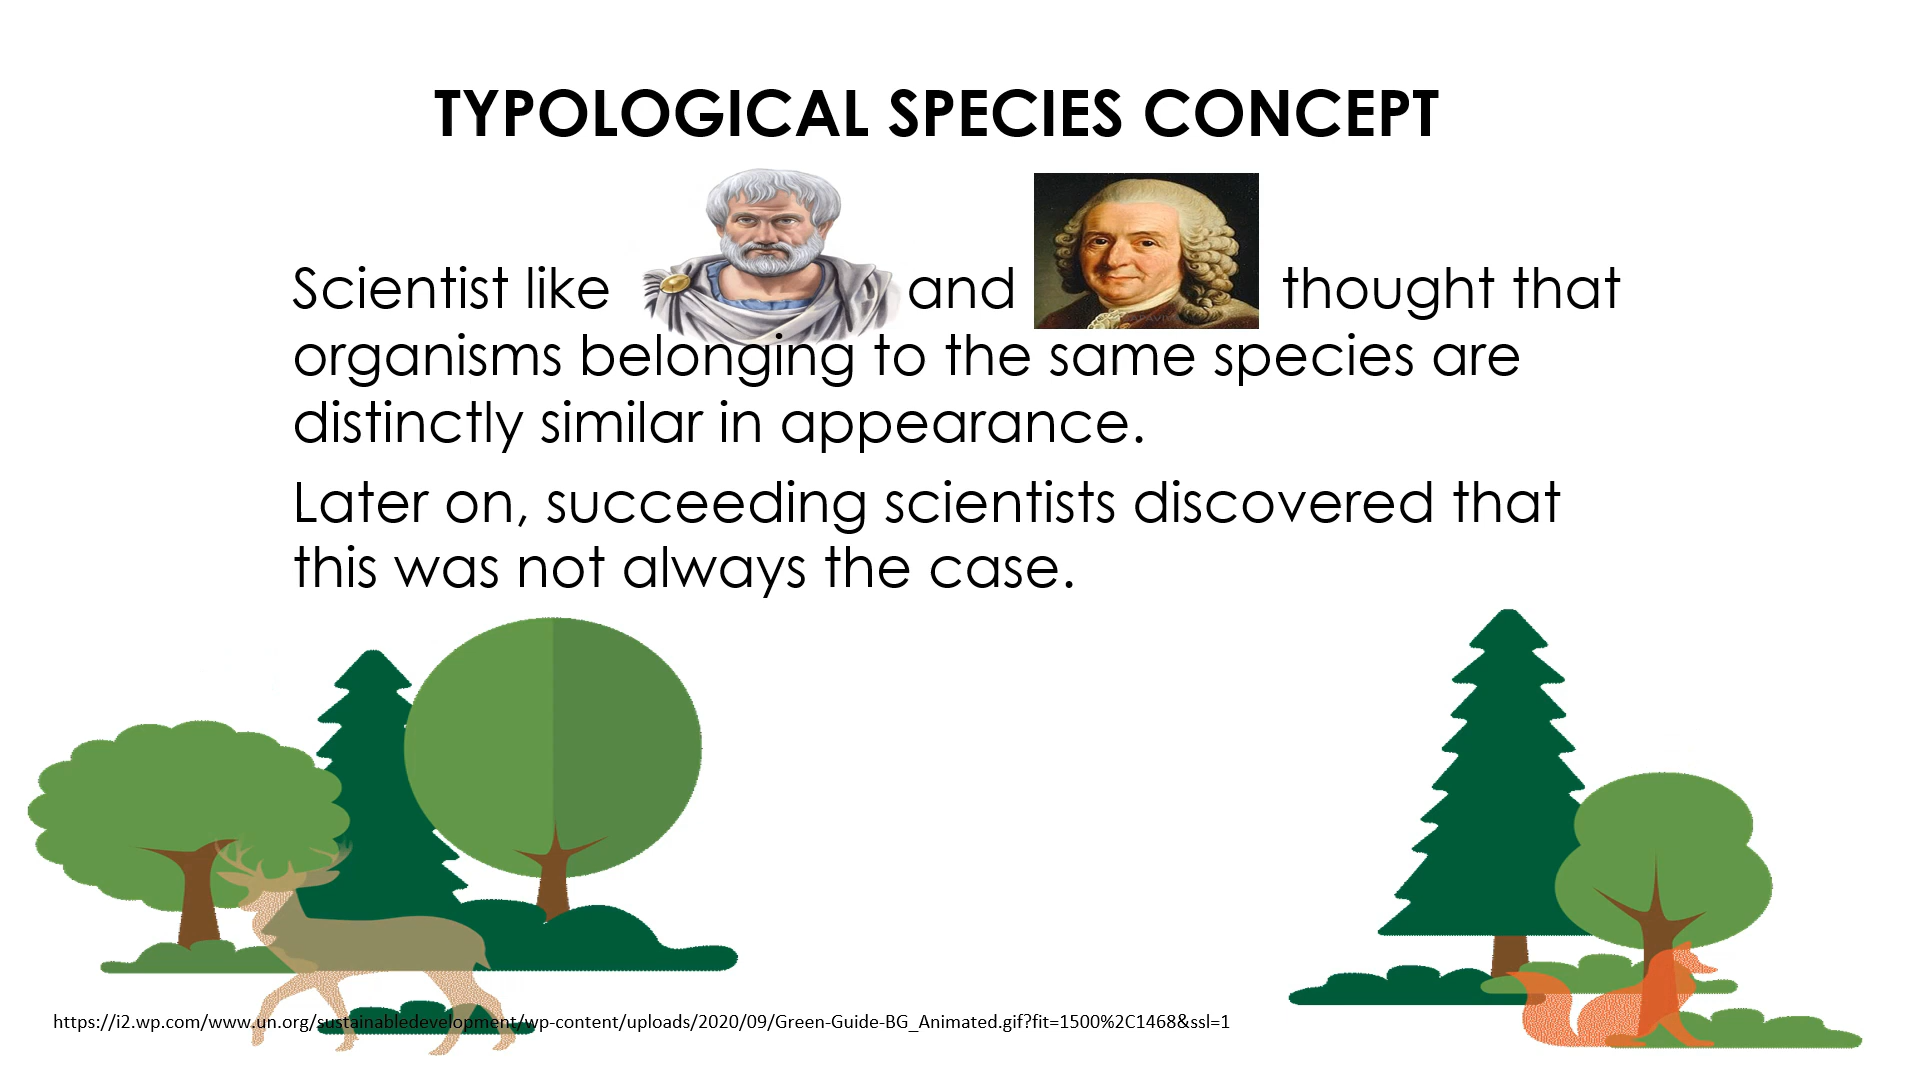 TYPOLOGICAL SPECIES CONCEPT
Scientist like and thought that
organisms belonging to the same species are
distinctly similar in appearance.
Later on, succeeding scientists discovered that
this was not always the case.
https://i2.wp.com/www.un.org/sustainabledevelopment/wp-content/uploads/2020/09/Green-Guide-BG_Animated.gif?fit=1500%2C1468&ssl=1